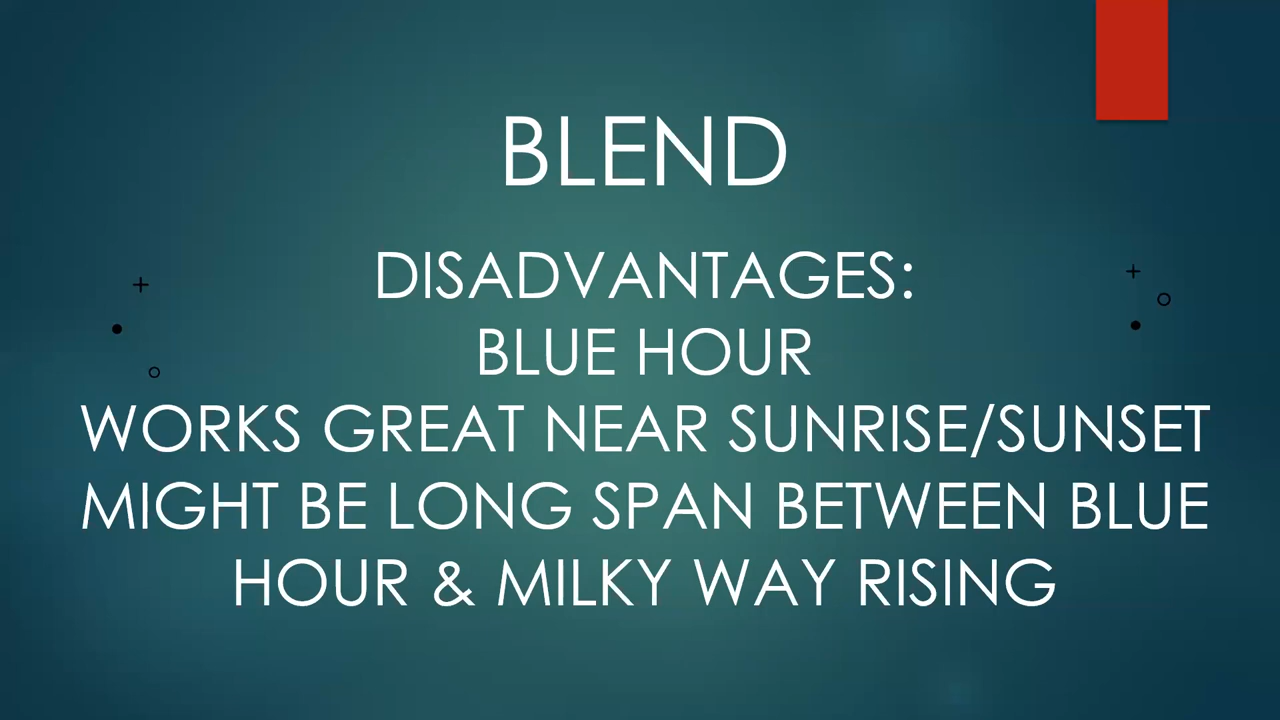 BLEND
DISADVANTAGES:
BLUE HOUR
WORKS GREAT NEAR SUNRISE/SUNSET
MIGHT BE LONG SPAN BETWEEN BLUE
HOUR & MILKY WAY RISING